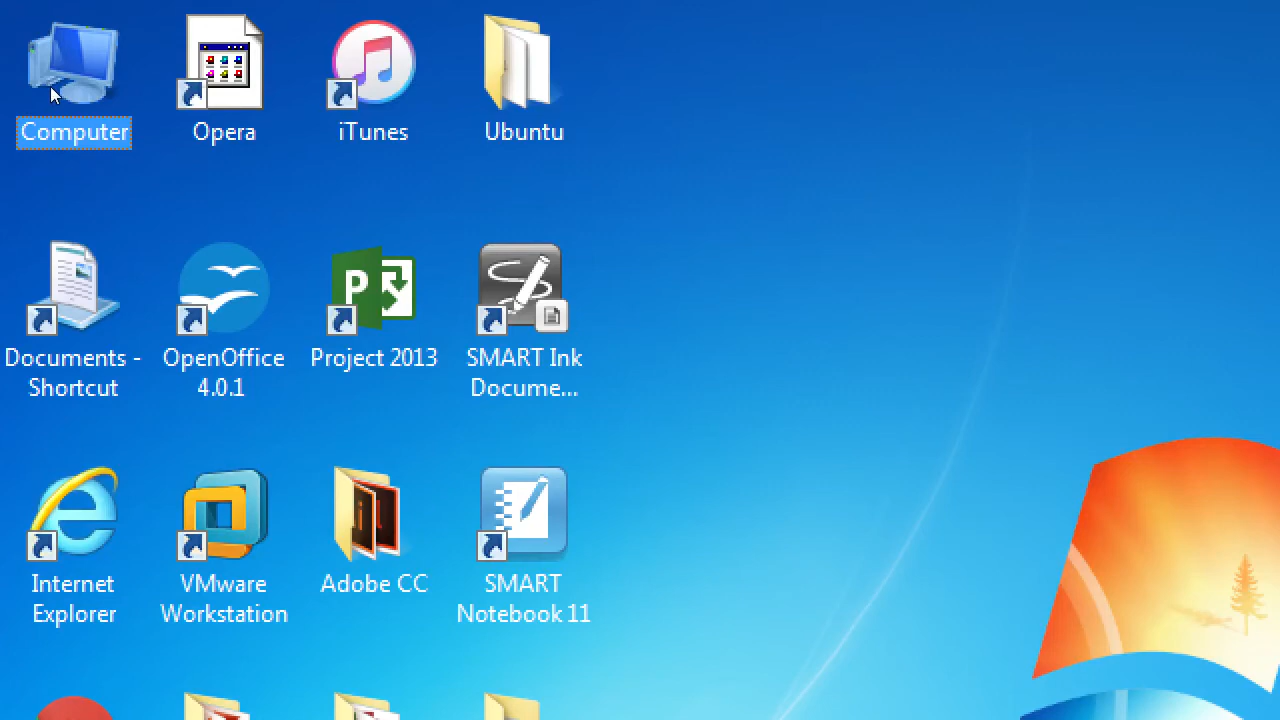 Computer
Opera
iTunes
Ubuntu
Documents -
Shortcut
OpenOffice
4.0.1
Project 2013
SMART Ink
Docume...
Internet
Explorer
VMware
Workstation
Adobe CC
SMART
Notebook 11